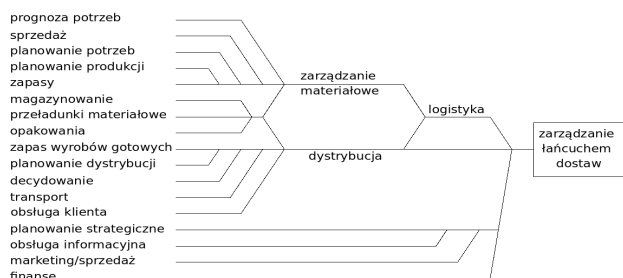 prognoza potrzeb
sprzedaż
planowanie potrzeb
planowanie produkcji
zapasy
magazynowanie
przeładunki materiałowe
opakowania
zapas wyrobów gotowych
planowanie dystrybucji
decydowanie
transport
obsługa klienta
planowanie strategiczne
obsługa informacyjna
marketing/sprzedaż
finanse
zarządzanie
materiałowe
dystrybucja
logistyka
zarządzanie
łańcuchem
dostaw